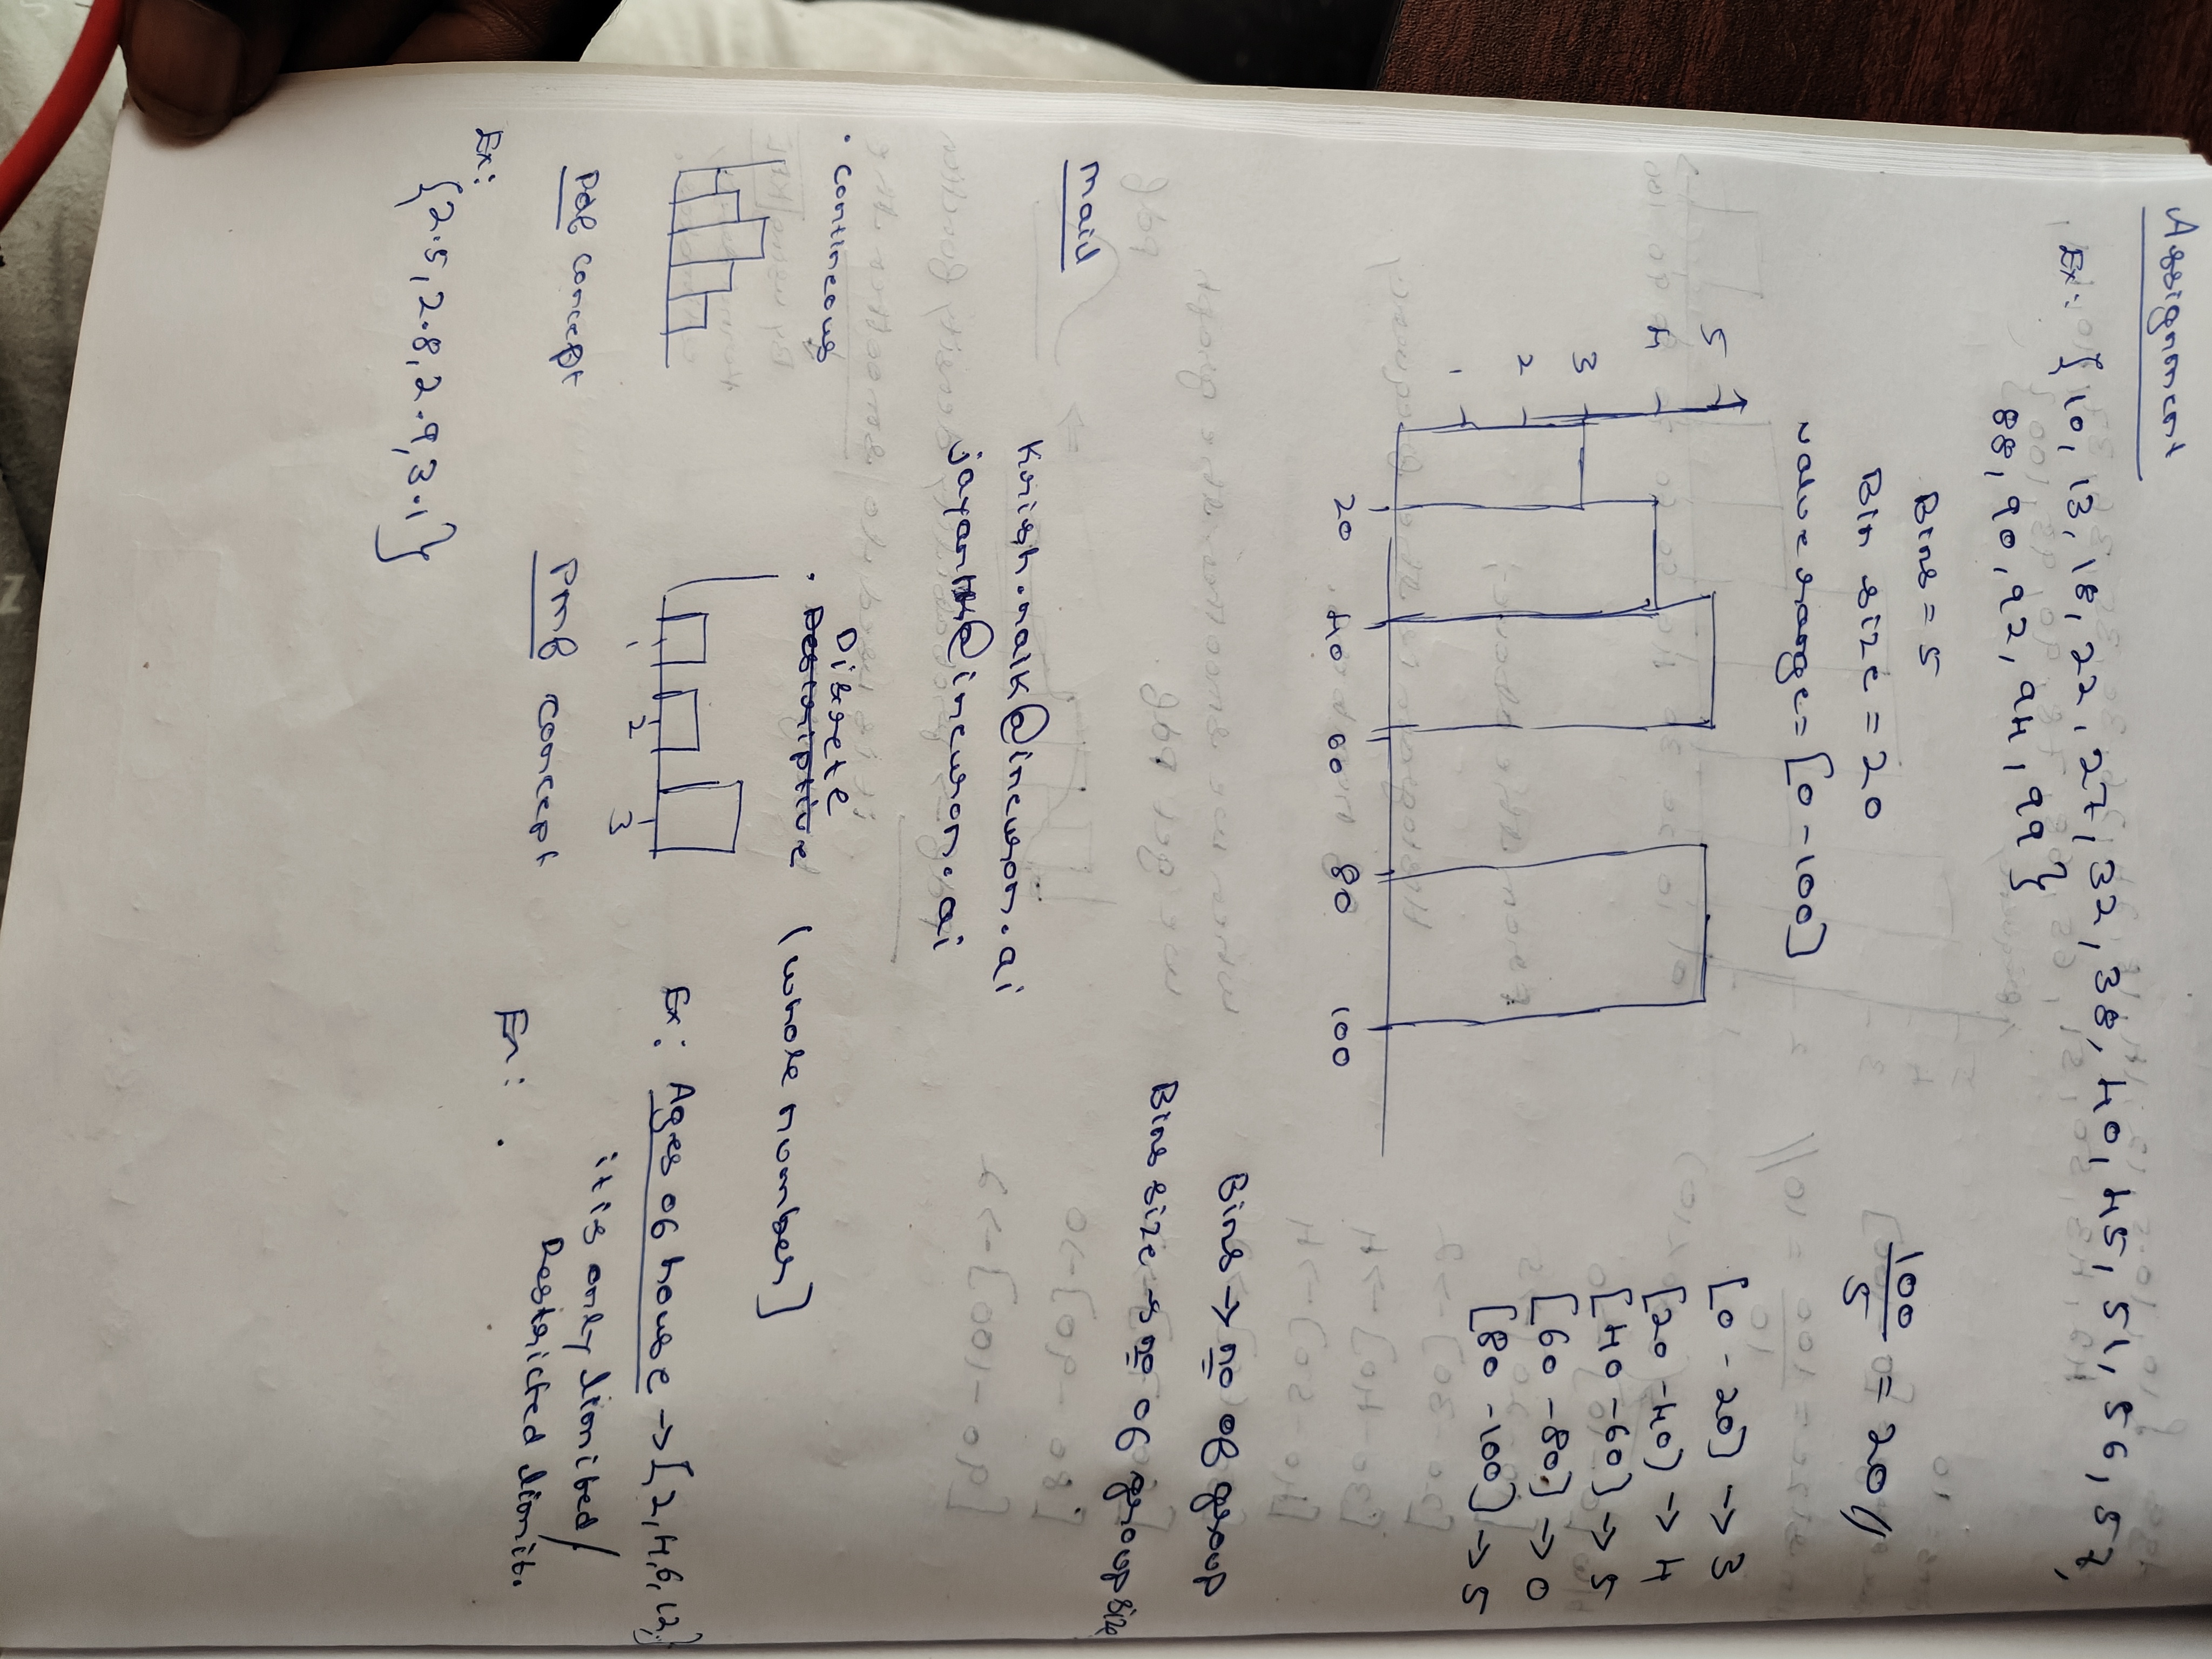 Assignment
Ex: {10, 13, 18, 22, 27, 32, 38, 40, 45, 51, 56, 57,
88, 90, 92, 94, 99}
Bins = 5
Bin size = 20
value range = [0 - 100]
100
5
= 20//
5
4
3
2
1
20 40 60 80 100
[0 - 20] → 3
[20 - 40] → 4
[40 - 60] → 5
[60 - 80] → 0
[80 - 100] → 5
Bins → no of group
Bins size → no of group size
mail
Krish.naik@ineuron.ai
@ineuron.ai
• contineous
• Disrete (whole number)
1 2 3
Ex: Ages of house → [2, 4, 6, 12]
it is only limited/
Restricted limit.
Pdf concept
Pmf concept
Ex:
Ex: {2.5, 2.8, 2.9, 3.1}